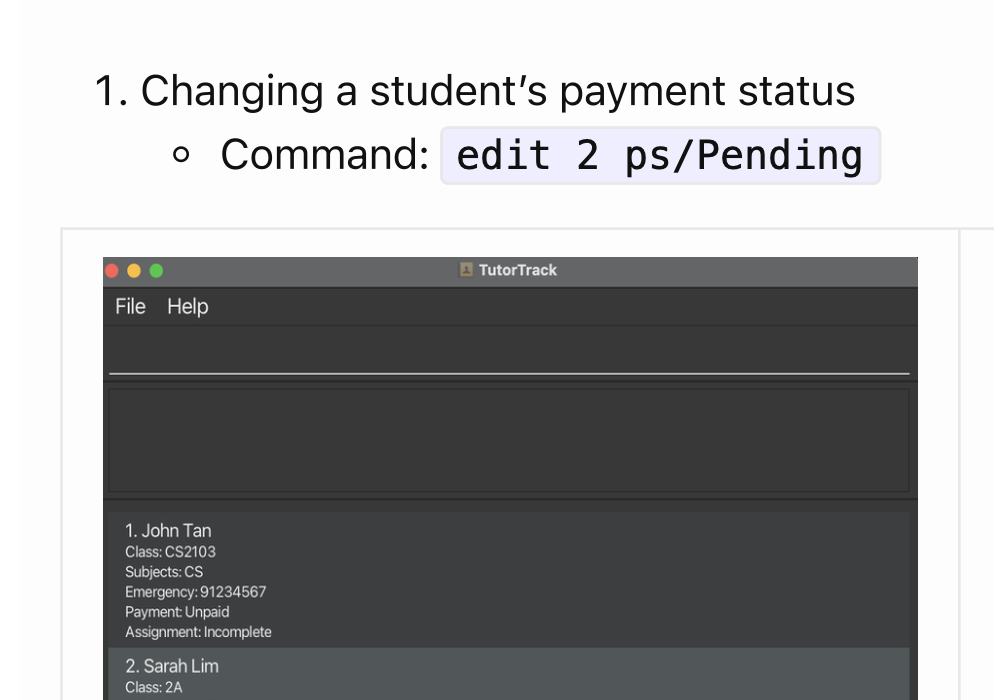 1. Changing a student’s payment status
Command: edit 2 ps/Pending
TutorTrack
File Help
1. John Tan
Class: CS2103
Subjects: CS
Emergency: 91234567
Payment: Unpaid
Assignment: Incomplete
2. Sarah Lim
Class: 2A